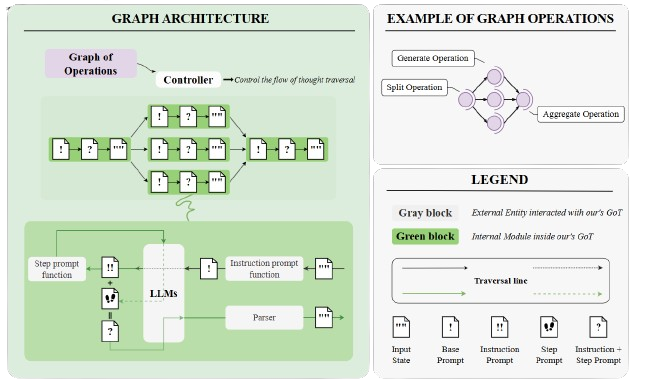 GRAPH ARCHITECTURE
Graph of
Operations
Controller
Control the flow of thought traversal
! ? ""
! ? "" ! ? "" ! ? ""
! ? ""
Step prompt
function
!!
+
=
?
LLMs
!
Instruction prompt
function
""
Parser
""
EXAMPLE OF GRAPH OPERATIONS
Generate Operation
Split Operation
Aggregate Operation
LEGEND
Gray block
External Entity interacted with our's GoT
Green block
Internal Module inside our's GoT
Traversal line
"" ! !! ?
Input
State
Base
Prompt
Instruction
Prompt
Step
Prompt
Instruction +
Step Prompt